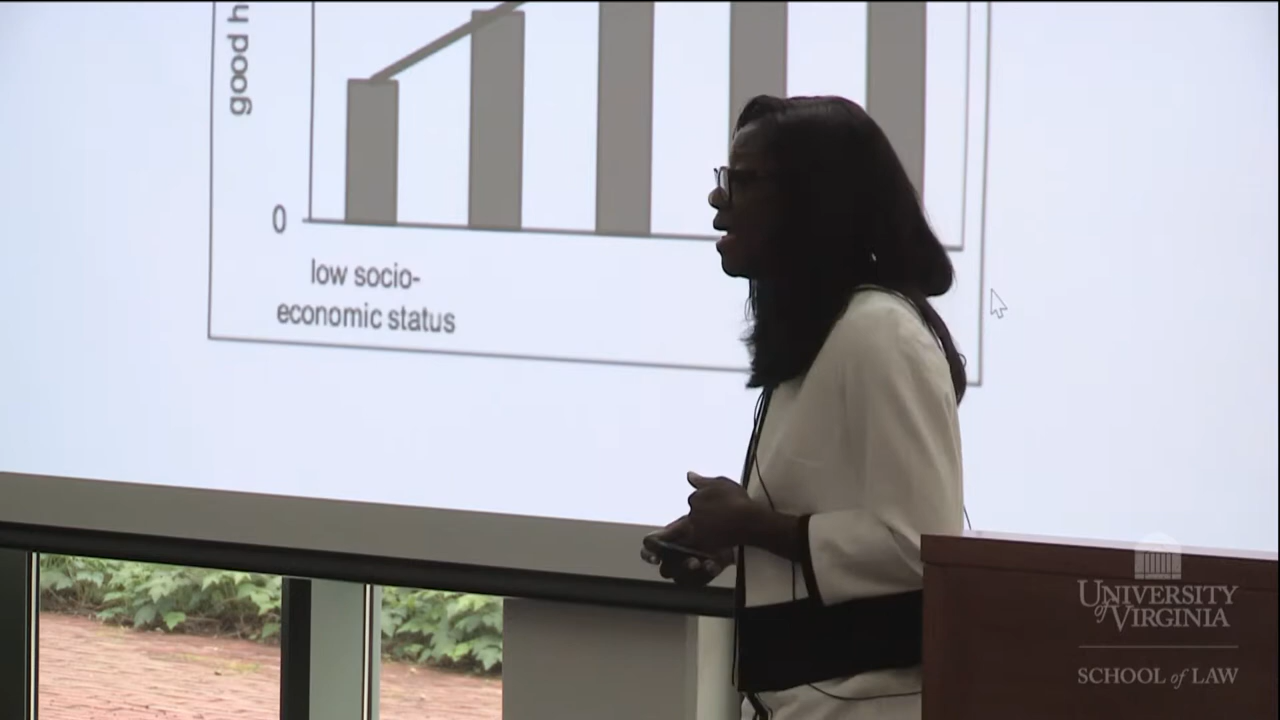 good h
0
low socio-
economic status
UNIVERSITY
of VIRGINIA
SCHOOL of LAW